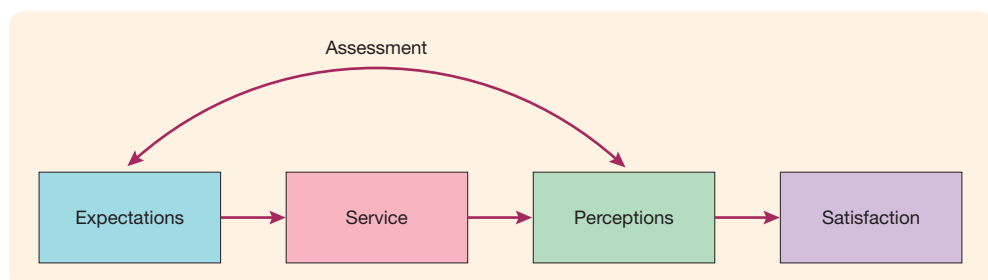 Assessment
Expectations
Service
Perceptions
Satisfaction